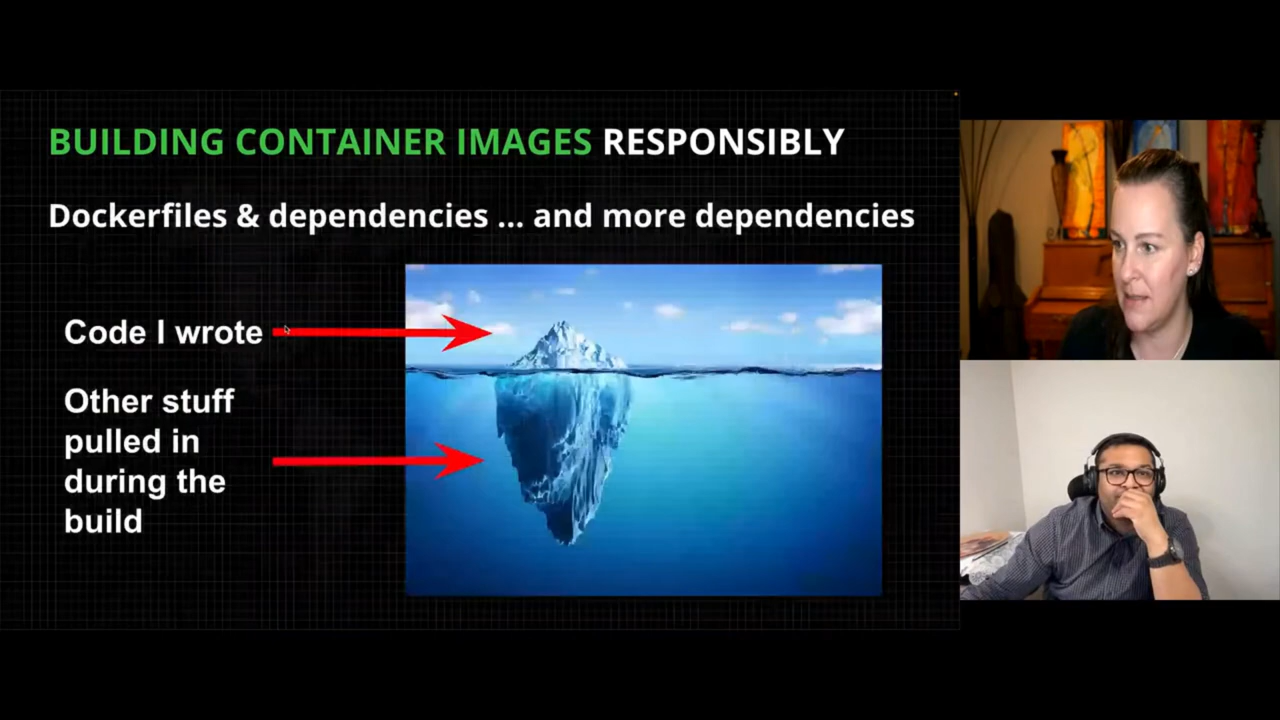 BUILDING CONTAINER IMAGES RESPONSIBLY
Dockerfiles & dependencies ... and more dependencies
Code I wrote
Other stuff
pulled in
during the
build